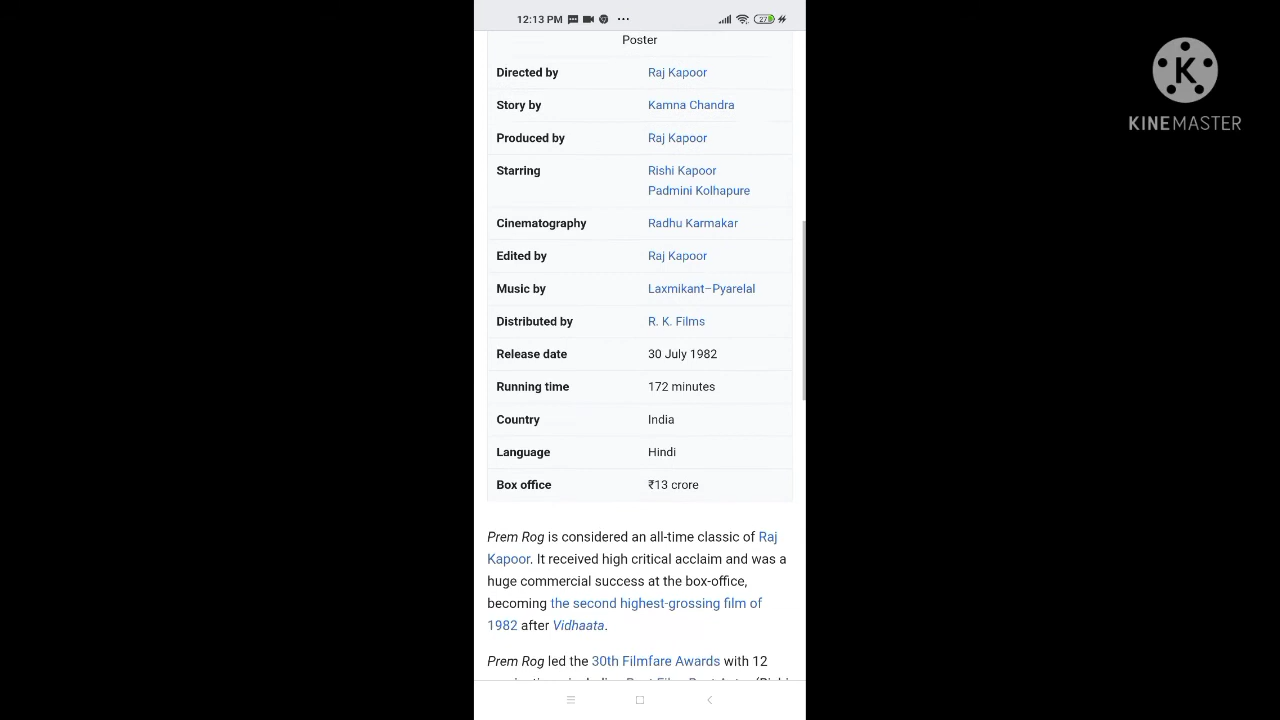 12:13 PM
27
Poster
Directed by Raj Kapoor
Story by Kamna Chandra
Produced by Raj Kapoor
Starring Rishi Kapoor
Padmini Kolhapure
Cinematography Radhu Karmakar
Edited by Raj Kapoor
Music by Laxmikant–Pyarelal
Distributed by R. K. Films
Release date 30 July 1982
Running time 172 minutes
Country India
Language Hindi
Box office ₹13 crore
Prem Rog is considered an all-time classic of Raj
Kapoor. It received high critical acclaim and was a
huge commercial success at the box-office,
becoming the second highest-grossing film of
1982 after Vidhaata.
Prem Rog led the 30th Filmfare Awards with 12
K
KINEMASTER